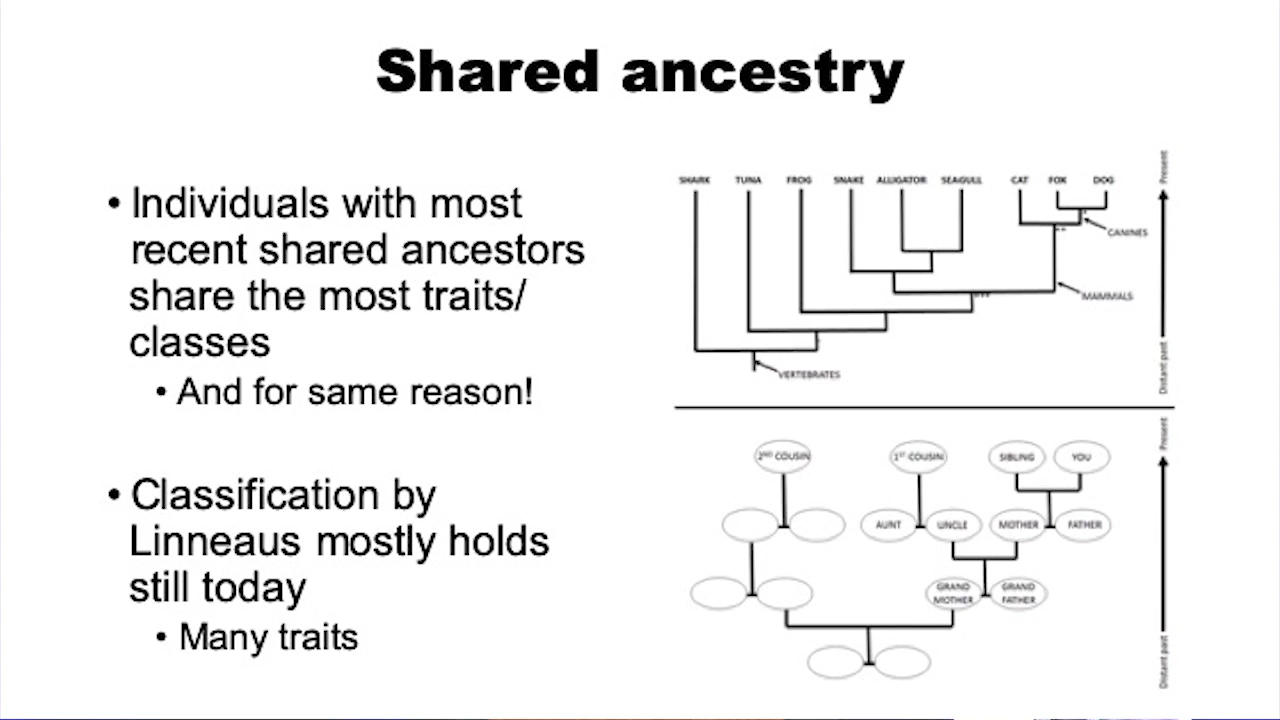 Shared ancestry
• Individuals with most
recent shared ancestors
share the most traits/
classes
• And for same reason!
• Classification by
Linneaus mostly holds
still today
• Many traits
SHARK TUNA FROG SNAKE ALLIGATOR SEAGULL CAT FOX DOG
CANINES
MAMMALS
VERTEBRATES
Present
Distant past
2ND COUSIN 1ST COUSIN SIBLING YOU
AUNT UNCLE MOTHER FATHER
GRAND GRAND
MOTHER FATHER
Present
Distant past